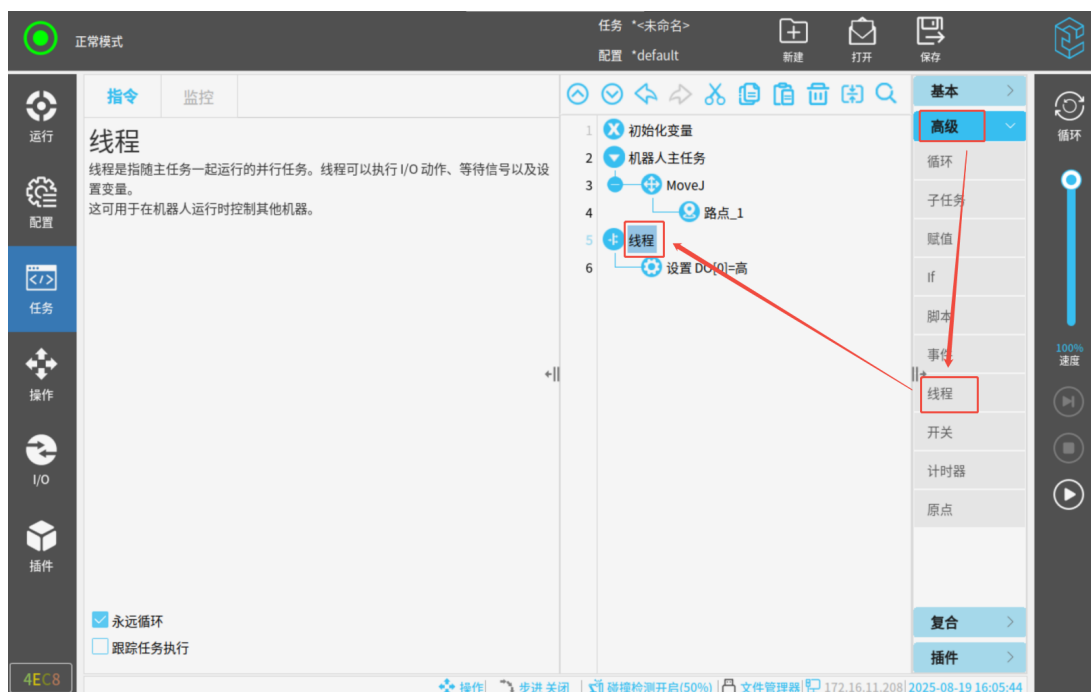 正常模式
任务 *<未命名>
配置 *default
新建
打开
保存
运行
配置
任务
操作
I/O
插件
4EC8
指令
监控
线程
线程是指随主任务一起运行的并行任务。线程可以执行 I/O 动作、等待信号以及设
置变量。
这可用于在机器人运行时控制其他机器。
永远循环
跟踪任务执行
1 初始化变量
2 机器人主任务
3 MoveJ
4 路点_1
5 线程
6 设置 DO[0]=高
基本
高级
循环
子任务
赋值
If
脚本
事件
线程
开关
计时器
原点
复合
插件
循环
100%
速度
操作 步进 关闭 碰撞检测开启(50%) 文件管理器 172.16.11.208 2025-08-19 16:05:44